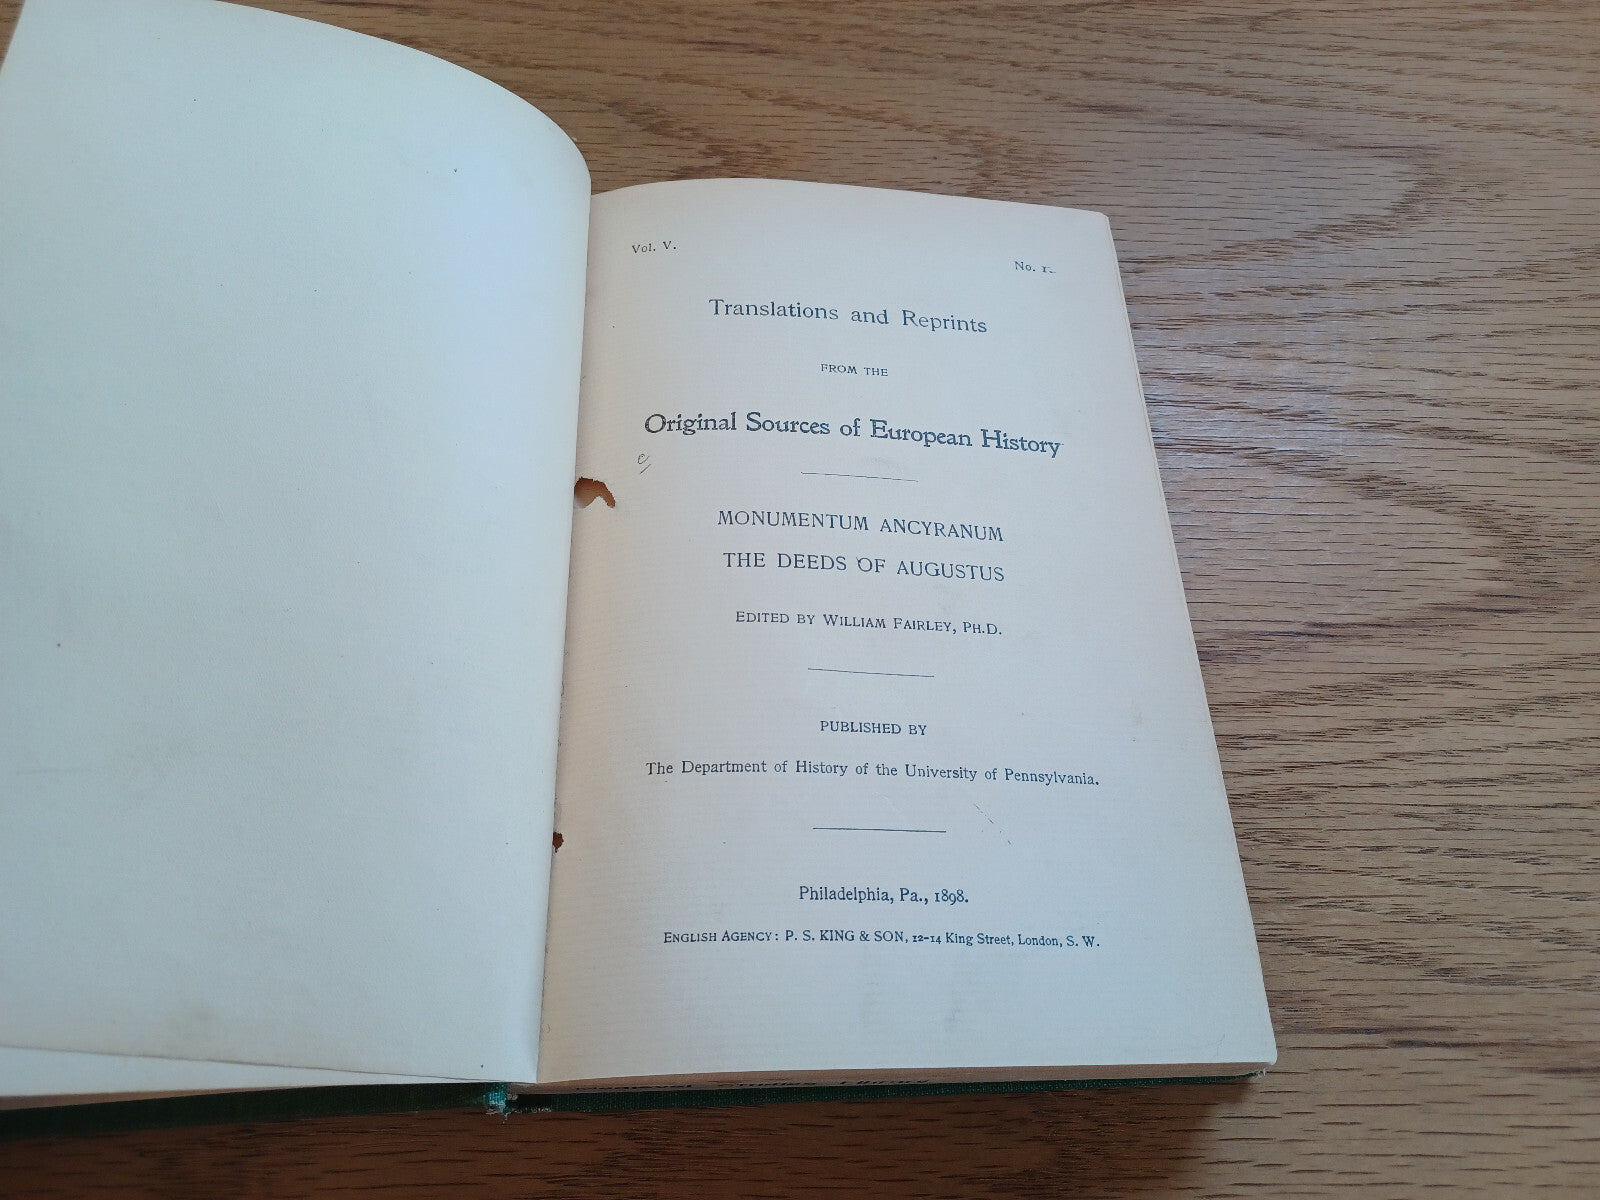 Vol. V.
No. 1.
Translations and Reprints
FROM THE
Original Sources of European History
MONUMENTUM ANCYRANUM
THE DEEDS OF AUGUSTUS
EDITED BY WILLIAM FAIRLEY, PH.D.
PUBLISHED BY
The Department of History of the University of Pennsylvania.
Philadelphia, Pa., 1898.
ENGLISH AGENCY: P. S. KING & SON, 12-14 King Street, London, S. W.